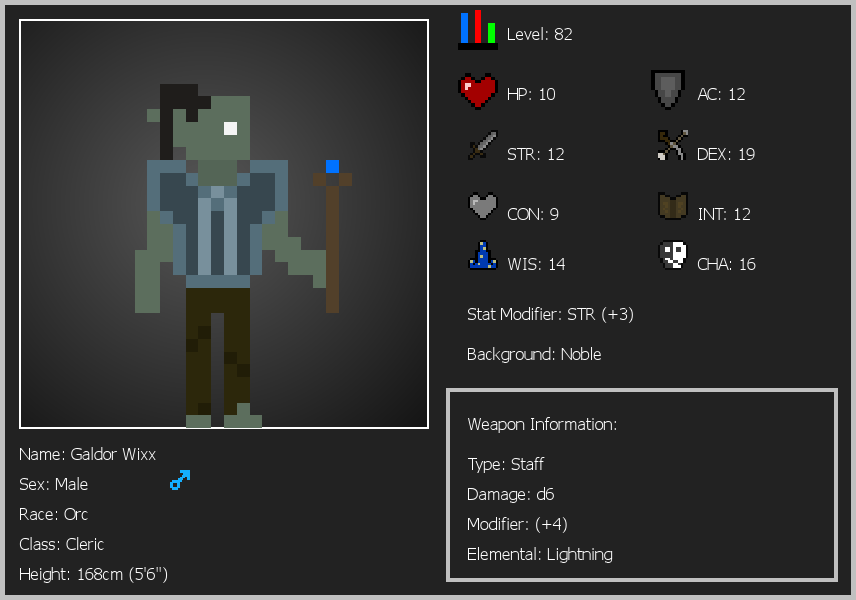 Level: 82
HP: 10
AC: 12
STR: 12
DEX: 19
CON: 9
INT: 12
WIS: 14
CHA: 16
Stat Modifier: STR (+3)
Background: Noble
Weapon Information:
Type: Staff
Damage: d6
Modifier: (+4)
Elemental: Lightning
Name: Galdor Wixx
Sex: Male
Race: Orc
Class: Cleric
Height: 168cm (5'6")